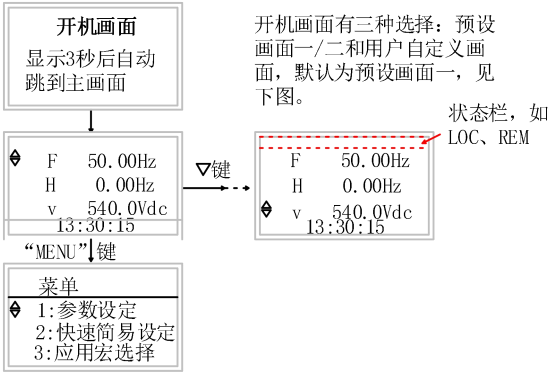 开机画面
显示3秒后自动
跳到主画面
开机画面有三种选择：预设
画面一/二和用户自定义画
面，默认为预设画面一，见
下图。
状态栏，如
LOC、REM
F 50.00Hz
H 0.00Hz
v 540.0Vdc
13:30:15
键
F 50.00Hz
H 0.00Hz
v 540.0Vdc
13:30:15
“MENU”键
菜单
1:参数设定
2:快速简易设定
3:应用宏选择